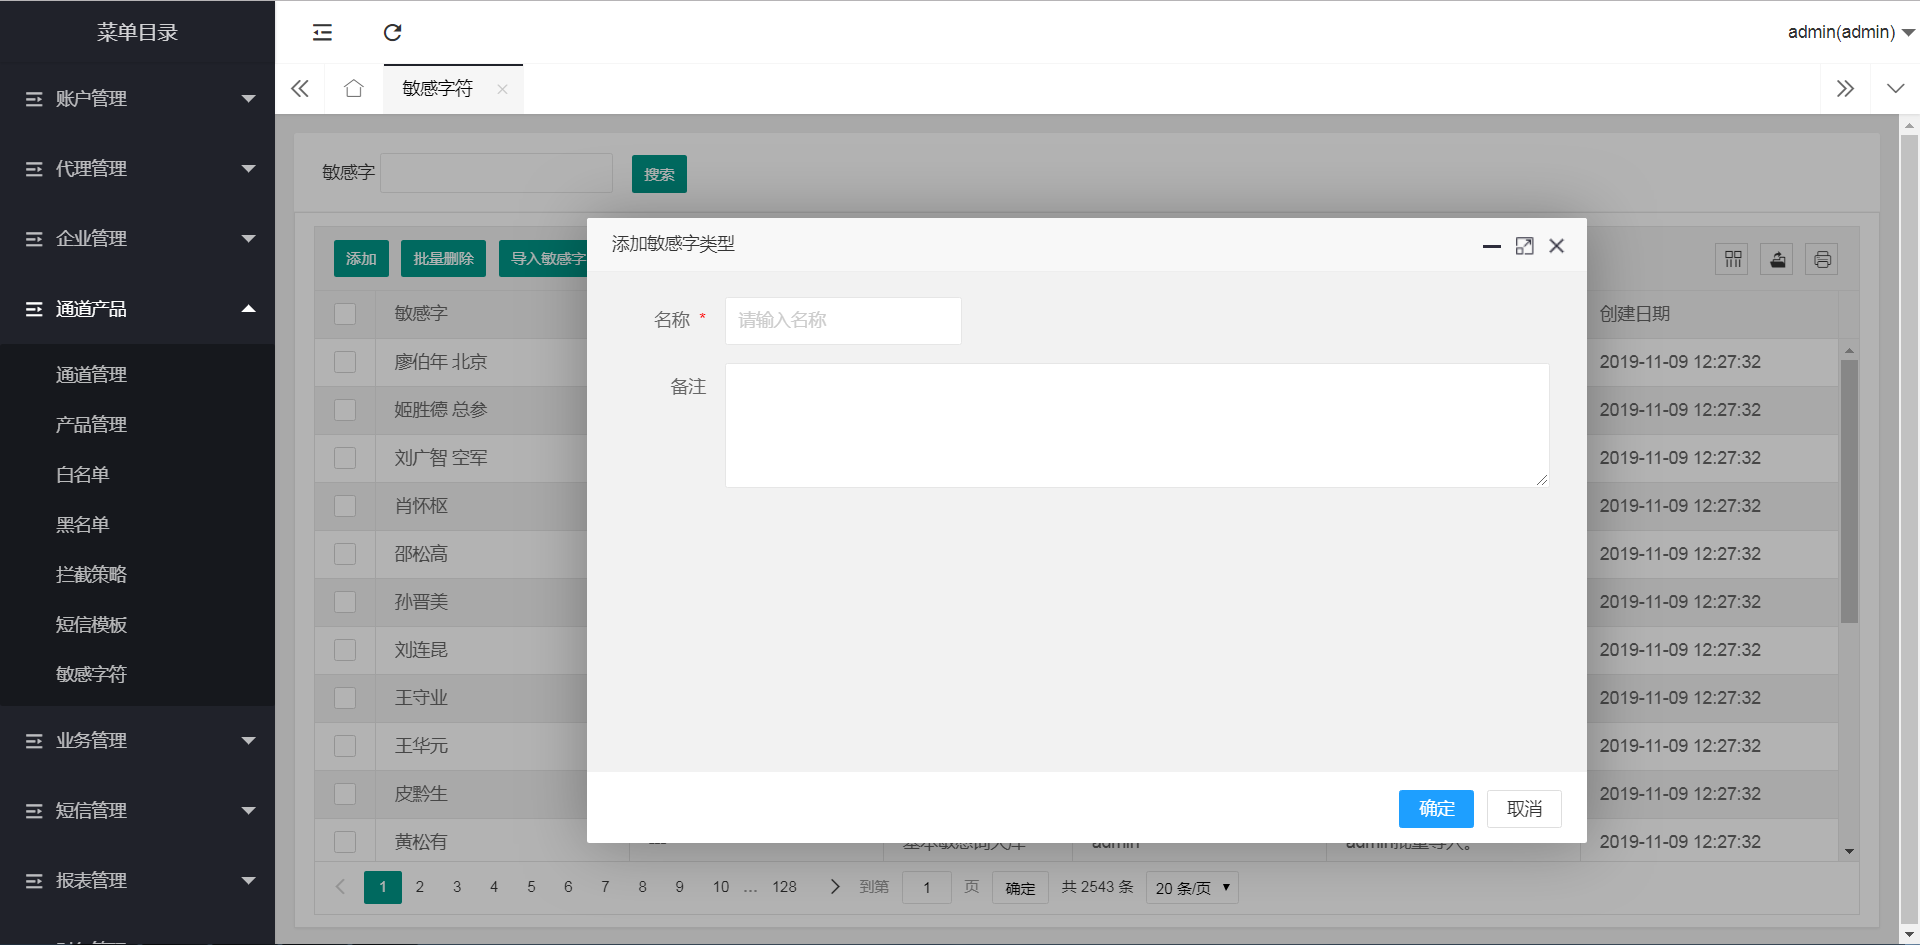 菜单目录
admin(admin)
账户管理
代理管理
企业管理
通道产品
通道管理
产品管理
白名单
黑名单
拦截策略
短信模板
敏感字符
业务管理
短信管理
报表管理
敏感字符
敏感字
搜索
添加
批量删除
导入敏感字
敏感字
创建日期
廖伯年 北京
2019-11-09 12:27:32
姬胜德 总参
2019-11-09 12:27:32
刘广智 空军
2019-11-09 12:27:32
肖怀枢
2019-11-09 12:27:32
邵松高
2019-11-09 12:27:32
孙晋美
2019-11-09 12:27:32
刘连昆
2019-11-09 12:27:32
王守业
2019-11-09 12:27:32
王华元
2019-11-09 12:27:32
皮黔生
2019-11-09 12:27:32
黄松有
admin
admin批量导入。
2019-11-09 12:27:32
添加敏感字类型
名称 *
请输入名称
备注
确定
取消
1 2 3 4 5 6 7 8 9 10 ... 128 到第 1 页 确定 共 2543 条 20 条/页